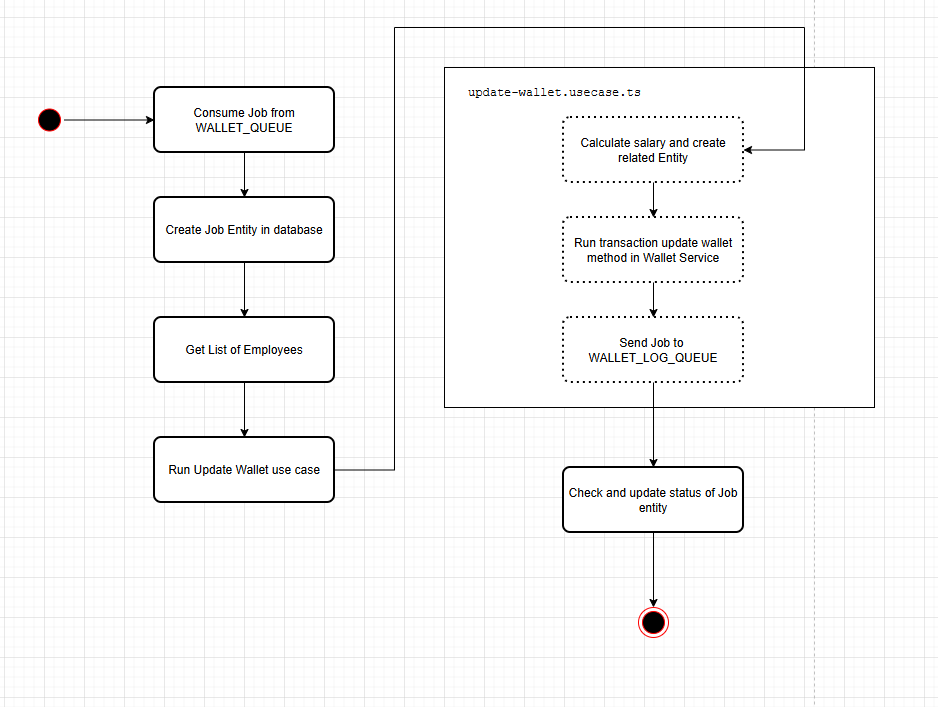 Consume Job from
WALLET_QUEUE
Create Job Entity in database
Get List of Employees
Run Update Wallet use case
update-wallet.usecase.ts
Calculate salary and create
related Entity
Run transaction update wallet
method in Wallet Service
Send Job to
WALLET_LOG_QUEUE
Check and update status of Job
entity